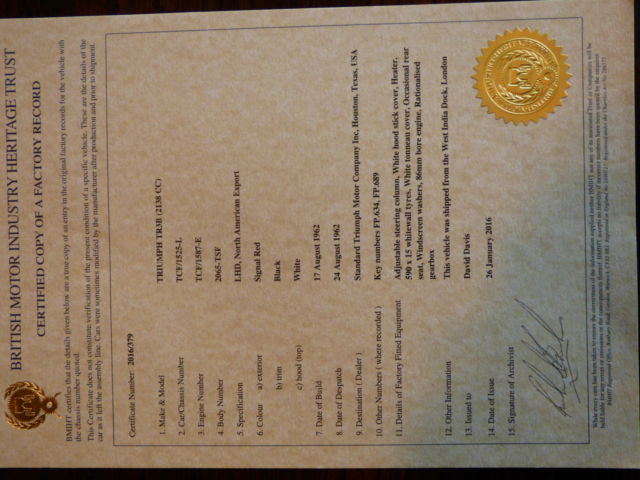 BRITISH MOTOR INDUSTRY HERITAGE TRUST
CERTIFIED COPY OF A FACTORY RECORD
BMIHT certifies that the details given below are a true copy of an entry in the original factory records for the vehicle with
the chassis number quoted.
This Certificate does not constitute verification of the present condition of a specific vehicle. These are the details of the
car as it left the assembly line. Cars were sometimes modified by the manufacturer after production and prior to shipment.
Certificate Number: 2016/379
1. Make & Model TRIUMPH TR3B (2138 CC)
2. Car/Chassis Number TCF/1525-L
3. Engine Number TCF/1587-E
4. Body Number 2065-TSF
5. Specification LHD, North American Export
6. Colour a) exterior Signal Red
b) trim Black
c) hood (top) White
7. Date of Build 17 August 1962
8. Date of Despatch 24 August 1962
9. Destination ( Dealer ) Standard Triumph Motor Company Inc, Houston, Texas, USA
10. Other Numbers ( where recorded ) Key numbers FP.634, FP.689
11. Details of Factory Fitted Equipment Adjustable steering column, White hood stick cover, Heater,
590 x 15 whitewall tyres, White tonneau cover, Occasional rear
seat, Windscreen washers, 86mm bore engine, Rationalised
gearbox
12. Other Information This vehicle was shipped from the West India Dock, London
13. Issued to David Davis
14. Date of Issue 26 January 2016
15. Signature of Archivist